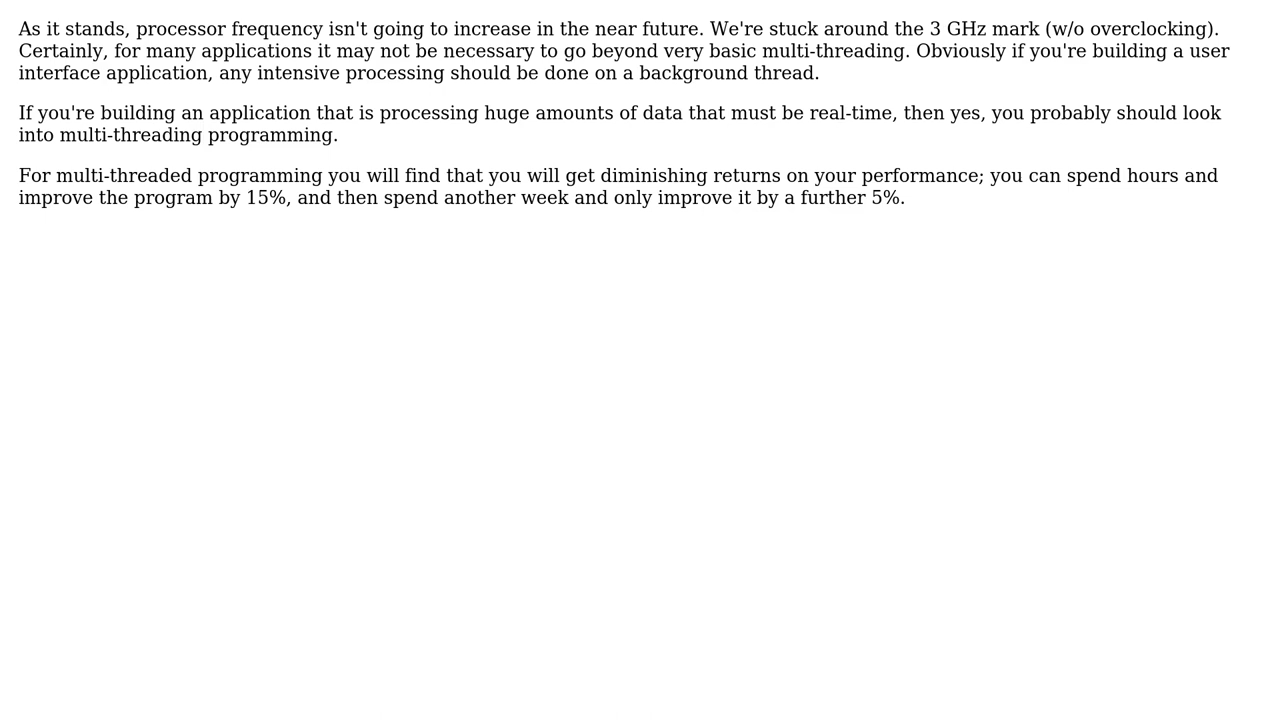 As it stands, processor frequency isn't going to increase in the near future. We're stuck around the 3 GHz mark (w/o overclocking).
Certainly, for many applications it may not be necessary to go beyond very basic multi-threading. Obviously if you're building a user
interface application, any intensive processing should be done on a background thread.
If you're building an application that is processing huge amounts of data that must be real-time, then yes, you probably should look
into multi-threading programming.
For multi-threaded programming you will find that you will get diminishing returns on your performance; you can spend hours and
improve the program by 15%, and then spend another week and only improve it by a further 5%.